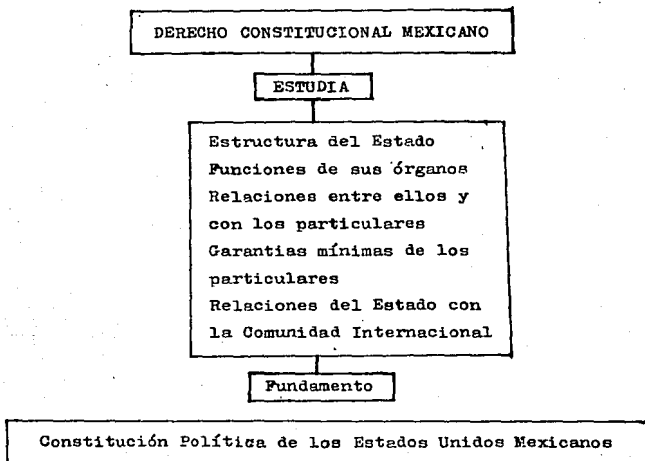 DERECHO CONSTITUCIONAL MEXICANO
ESTUDIA
Estructura del Estado
Funciones de sus órganos
Relaciones entre ellos y
con los particulares
Garantias mínimas de los
particulares
Relaciones del Estado con
la Comunidad Internacional
Fundamento
Constitución Política de los Estados Unidos Mexicanos